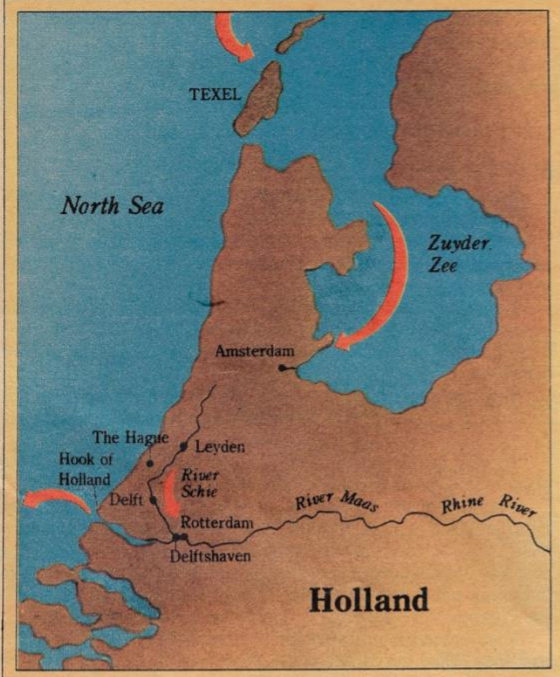 TEXEL
North Sea
Zuyder
Zee
Amsterdam
The Hague
Leyden
Hook of
Holland
River
Schie
Delft
River Maas
Rhine River
Rotterdam
Delftshaven
Holland